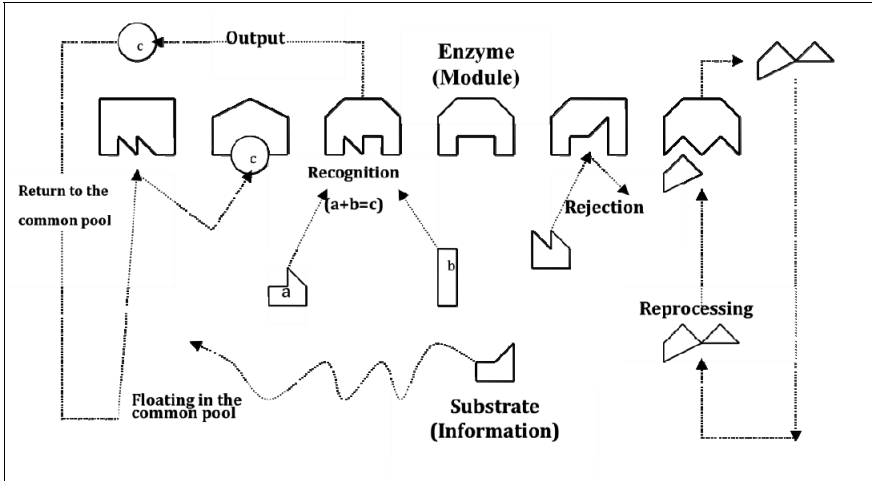 Output
c
Enzyme
(Module)
c
Recognition
(a+b=c)
Return to the
common pool
Rejection
a
b
Reprocessing
Floating in the
common pool
Substrate
(Information)